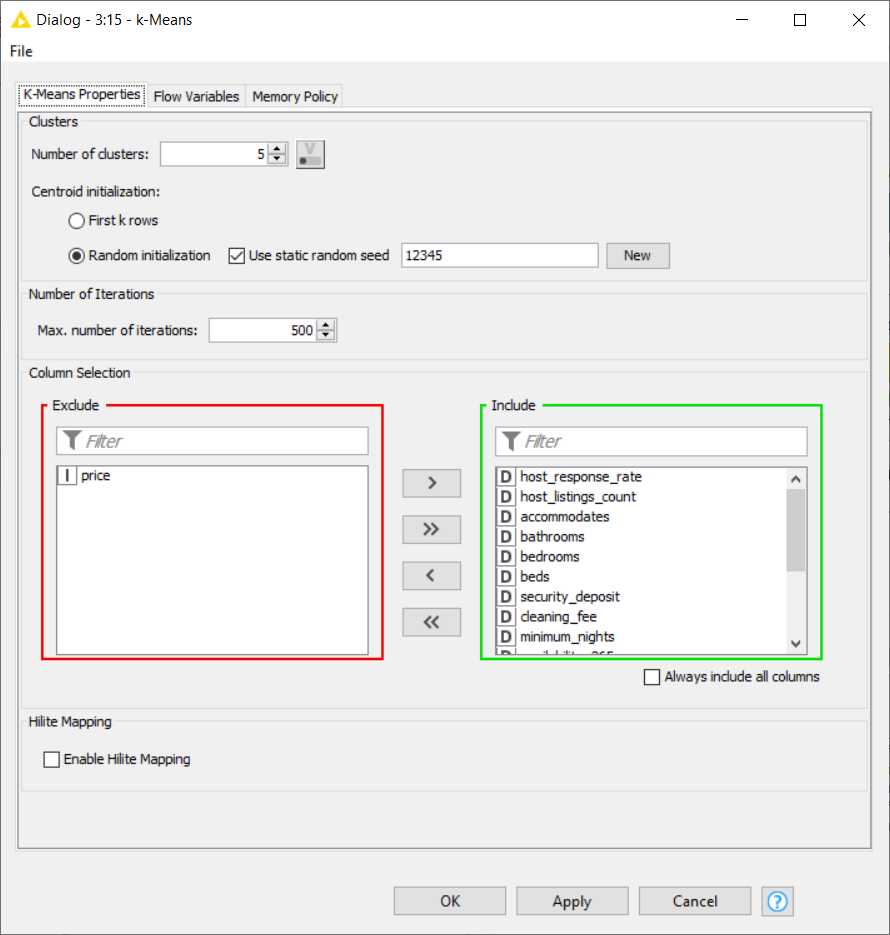 Dialog - 3:15 - k-Means
File
K-Means Properties Flow Variables Memory Policy
Clusters
Number of clusters: 5 V
Centroid initialization:
First k rows
Random initialization Use static random seed 12345 New
Number of Iterations
Max. number of iterations: 500
Column Selection
Exclude Include
Filter Filter
I price
D host_response_rate
D host_listings_count
D accommodates
D bathrooms
D bedrooms
D beds
D security_deposit
D cleaning_fee
D minimum_nights
> 
>>
<
<<
Always include all columns
Hilite Mapping
Enable Hilite Mapping
OK Apply Cancel ?